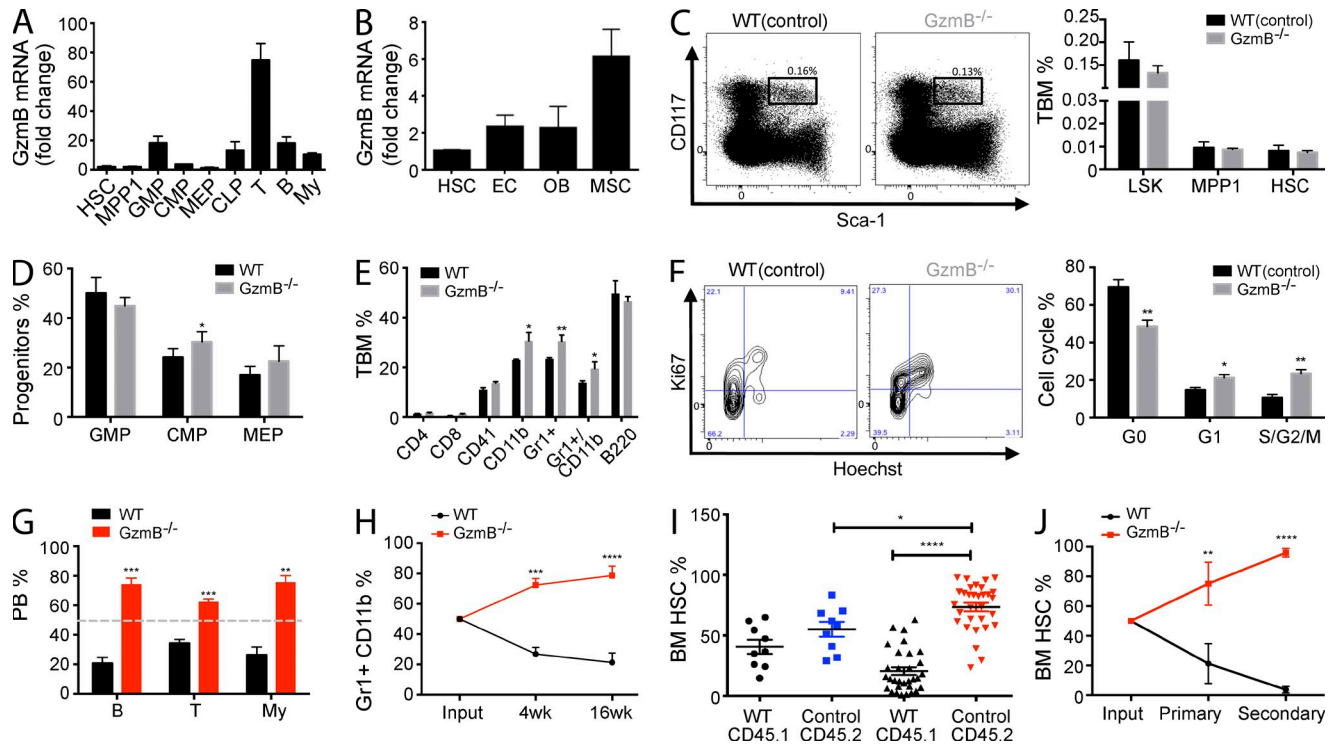 A
GzmB mRNA
(fold change)
100
80
60
40
20
0
HSC
MPP1
GMP
CMP
MEP
CLP
T
B
My
B
GzmB mRNA
(fold change)
8
6
4
2
0
HSC
EC
OB
MSC
C
WT(control)
GzmB-/-
0.16%
0.13%
CD117
0
0
0
0
Sca-1
WT(control)
GzmB-/-
TBM %
0.25
0.15
0.03
0.02
0.01
0
LSK
MPP1
HSC
D
WT
GzmB-/-
Progenitors %
60
40
20
0
*
GMP
CMP
MEP
E
WT
GzmB-/-
TBM %
60
40
20
0
*
**
*
CD4
CD8
CD41
CD11b
Gr1+
Gr1+/
CD11b
B220
F
WT(control)
GzmB-/-
22.1
9.41
66.2
2.29
27.3
30.1
39.5
3.11
Ki67
0
0
Hoechst
WT(control)
GzmB-/-
Cell cycle %
80
60
40
20
0
**
*
**
G0
G1
S/G2/M
G
WT
GzmB-/-
PB %
100
80
60
40
20
0
***
***
**
B
T
My
H
WT
GzmB-/-
Gr1+ CD11b %
100
80
60
40
20
0
***
****
Input
4wk
16wk
I
BM HSC %
150
100
50
0
*
****
WT
CD45.1
Control
CD45.2
WT
CD45.1
Control
CD45.2
J
WT
GzmB-/-
BM HSC %
100
80
60
40
20
0
**
****
Input
Primary
Secondary